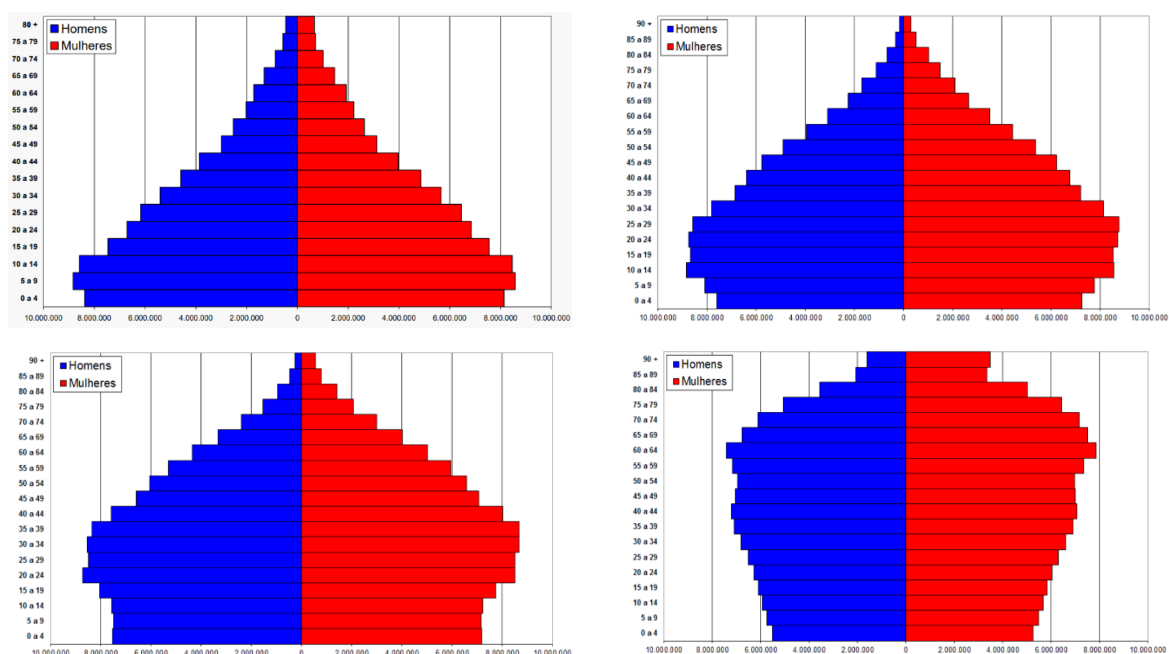 80 +
75 a 79
70 a 74
65 a 69
60 a 64
55 a 59
50 a 54
45 a 49
40 a 44
35 a 39
30 a 34
25 a 29
20 a 24
15 a 19
10 a 14
5 a 9
0 a 4
Homens
Mulheres
10.000.000 8.000.000 6.000.000 4.000.000 2.000.000 0 2.000.000 4.000.000 6.000.000 8.000.000 10.000.000
90 +
85 a 89
80 a 84
75 a 79
70 a 74
65 a 69
60 a 64
55 a 59
50 a 54
45 a 49
40 a 44
35 a 39
30 a 34
25 a 29
20 a 24
15 a 19
10 a 14
5 a 9
0 a 4
Homens
Mulheres
10.000.000 8.000.000 6.000.000 4.000.000 2.000.000 0 2.000.000 4.000.000 6.000.000 8.000.000 10.000.000
90 +
85 a 89
80 a 84
75 a 79
70 a 74
65 a 69
60 a 64
55 a 59
50 a 54
45 a 49
40 a 44
35 a 39
30 a 34
25 a 29
20 a 24
15 a 19
10 a 14
5 a 9
0 a 4
Homens
Mulheres
10.000.000 8.000.000 6.000.000 4.000.000 2.000.000 0 2.000.000 4.000.000 6.000.000 8.000.000 10.000.000
90 +
85 a 89
80 a 84
75 a 79
70 a 74
65 a 69
60 a 64
55 a 59
50 a 54
45 a 49
40 a 44
35 a 39
30 a 34
25 a 29
20 a 24
15 a 19
10 a 14
5 a 9
0 a 4
Homens
Mulheres
10.000.000 8.000.000 6.000.000 4.000.000 2.000.000 0 2.000.000 4.000.000 6.000.000 8.000.000 10.000.000